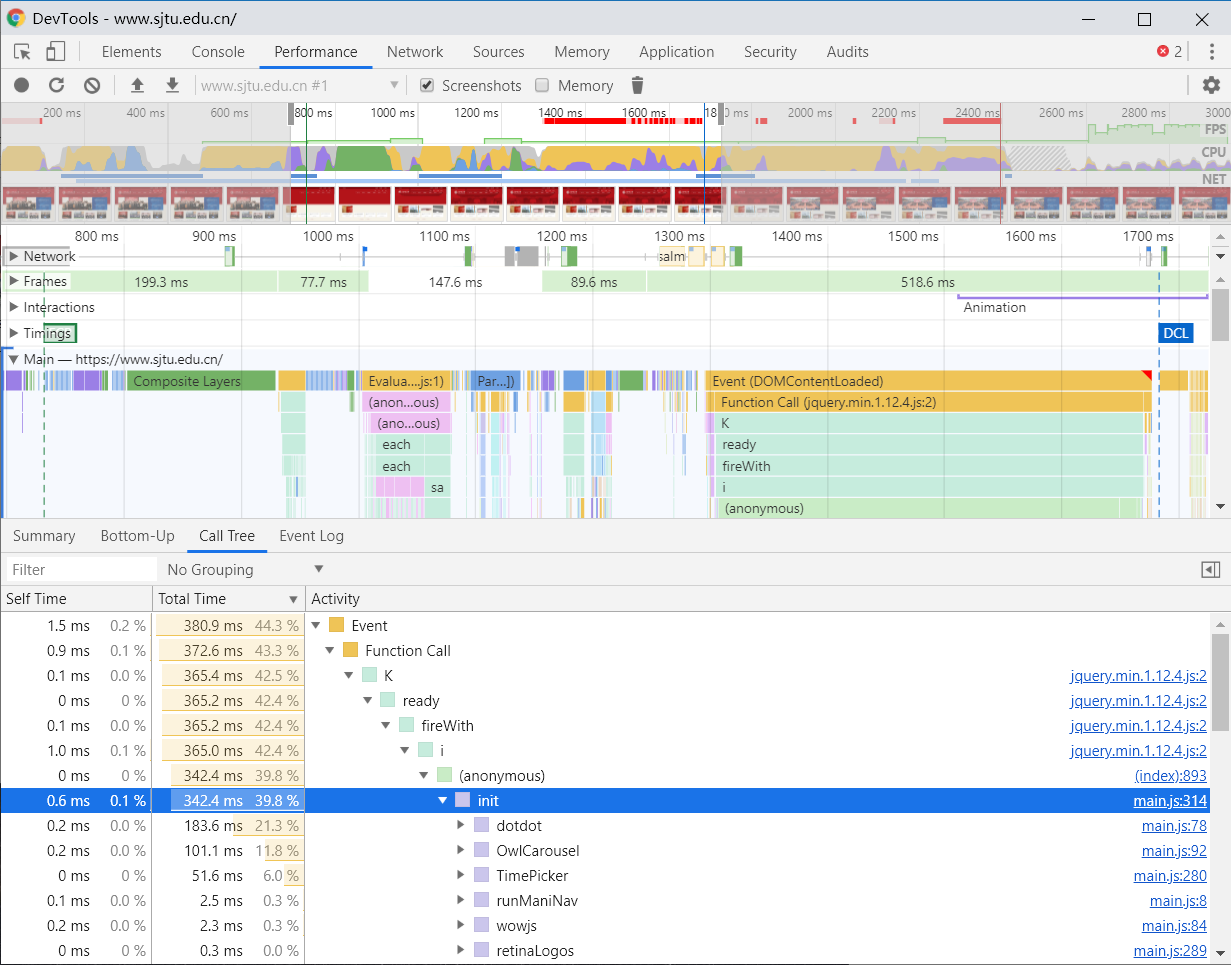 DevTools - www.sjtu.edu.cn/
Elements Console Performance Network Sources Memory Application Security Audits 2
www.sjtu.edu.cn #1 Screenshots Memory
200 ms 400 ms 600 ms 800 ms 1000 ms 1200 ms 1400 ms 1600 ms 18 0 ms 2000 ms 2200 ms 2400 ms 2600 ms 2800 ms 3000
FPS
CPU
NET
800 ms 900 ms 1000 ms 1100 ms 1200 ms 1300 ms 1400 ms 1500 ms 1600 ms 1700 ms
Network salm
Frames 199.3 ms 77.7 ms 147.6 ms 89.6 ms 518.6 ms
Interactions Animation
Timings DCL
Main — https://www.sjtu.edu.cn/
Composite Layers Evalua....js:1) Par...]) Event (DOMContentLoaded)
(anon...ous) Function Call (jquery.min.1.12.4.js:2)
(ano...ous) K
each ready
each fireWith
sa i
(anonymous)
Summary Bottom-Up Call Tree Event Log
Filter No Grouping
Self Time Total Time Activity
1.5 ms 0.2 % 380.9 ms 44.3 % Event
0.9 ms 0.1 % 372.6 ms 43.3 % Function Call
0.1 ms 0.0 % 365.4 ms 42.5 % K jquery.min.1.12.4.js:2
0 ms 0 % 365.2 ms 42.4 % ready jquery.min.1.12.4.js:2
0.1 ms 0.0 % 365.2 ms 42.4 % fireWith jquery.min.1.12.4.js:2
1.0 ms 0.1 % 365.0 ms 42.4 % i jquery.min.1.12.4.js:2
0 ms 0 % 342.4 ms 39.8 % (anonymous) (index):893
0.6 ms 0.1 % 342.4 ms 39.8 % init main.js:314
0.2 ms 0.0 % 183.6 ms 21.3 % dotdot main.js:78
0.2 ms 0.0 % 101.1 ms 11.8 % OwlCarousel main.js:92
0 ms 0 % 51.6 ms 6.0 % TimePicker main.js:280
0.1 ms 0.0 % 2.5 ms 0.3 % runManiNav main.js:8
0.2 ms 0.0 % 2.3 ms 0.3 % wowjs main.js:84
0 ms 0 % 0.3 ms 0.0 % retinaLogos main.js:289